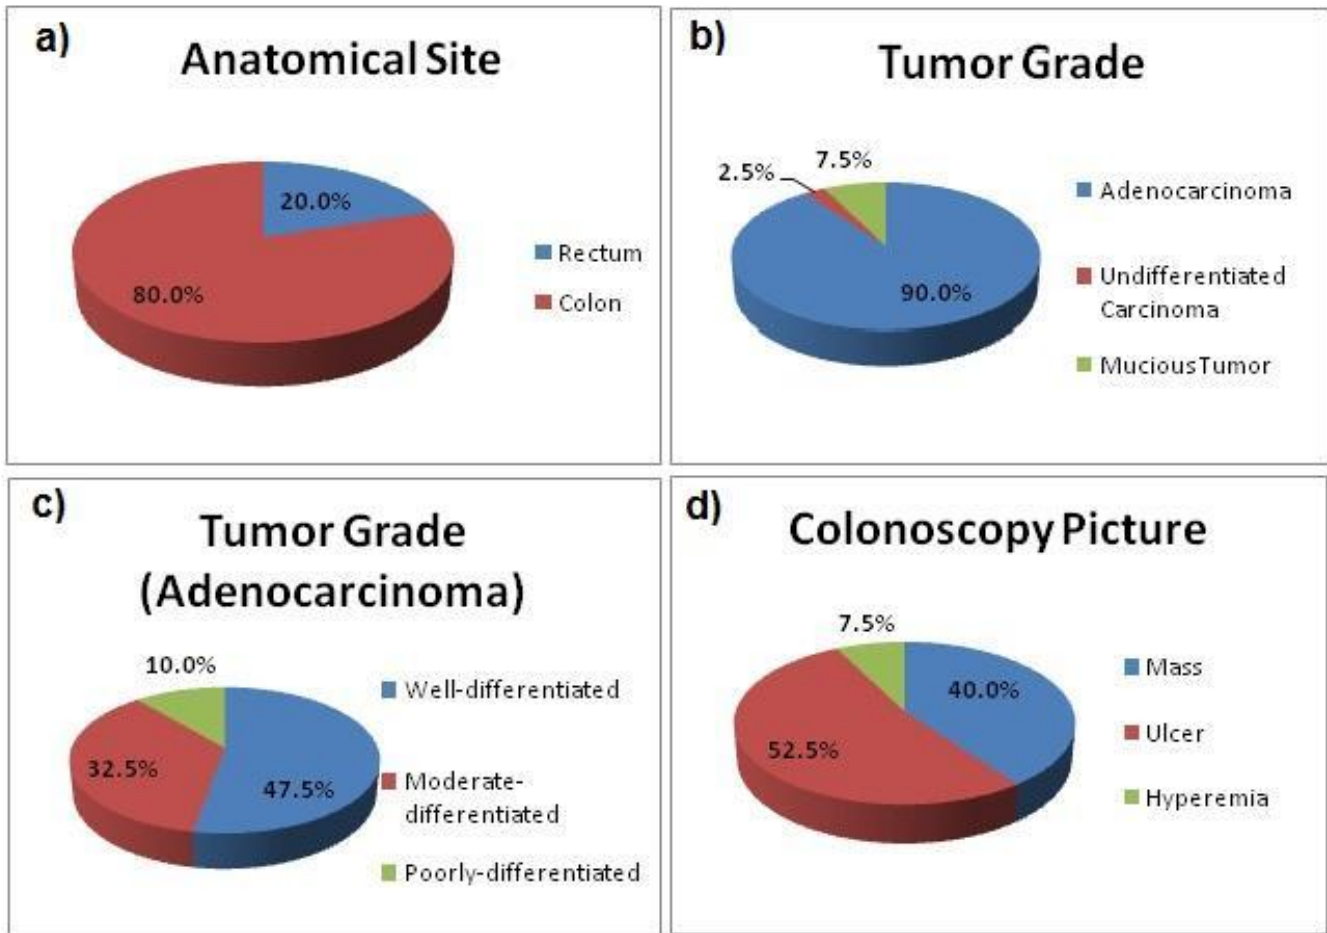 a)
Anatomical Site
20.0%
80.0%
Rectum
Colon
b)
Tumor Grade
2.5%
7.5%
90.0%
Adenocarcinoma
Undifferentiated
Carcinoma
MuciousTumor
c)
Tumor Grade
(Adenocarcinoma)
10.0%
32.5%
47.5%
Well-differentiated
Moderate-
differentiated
Poorly-differentiated
d)
Colonoscopy Picture
7.5%
40.0%
52.5%
Mass
Ulcer
Hyperemia